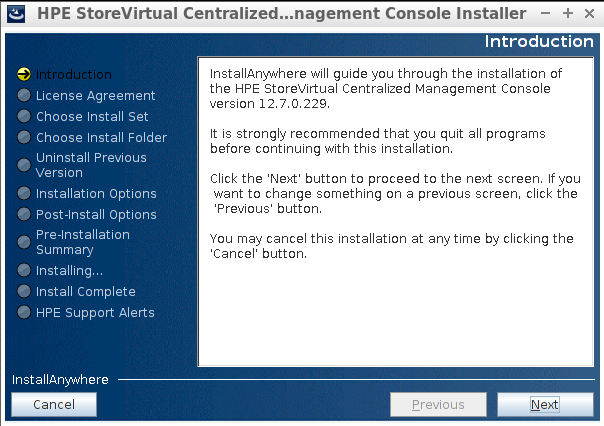 HPE StoreVirtual Centralized...nagement Console Installer
Introduction
Introduction
License Agreement
Choose Install Set
Choose Install Folder
Uninstall Previous
Version
Installation Options
Post-Install Options
Pre-Installation
Summary
Installing...
Install Complete
HPE Support Alerts
InstallAnywhere will guide you through the installation of
the HPE StoreVirtual Centralized Management Console
version 12.7.0.229.
It is strongly recommended that you quit all programs
before continuing with this installation.
Click the 'Next' button to proceed to the next screen. If you
want to change something on a previous screen, click the
'Previous' button.
You may cancel this installation at any time by clicking the
'Cancel' button.
InstallAnywhere
Cancel
Previous
Next